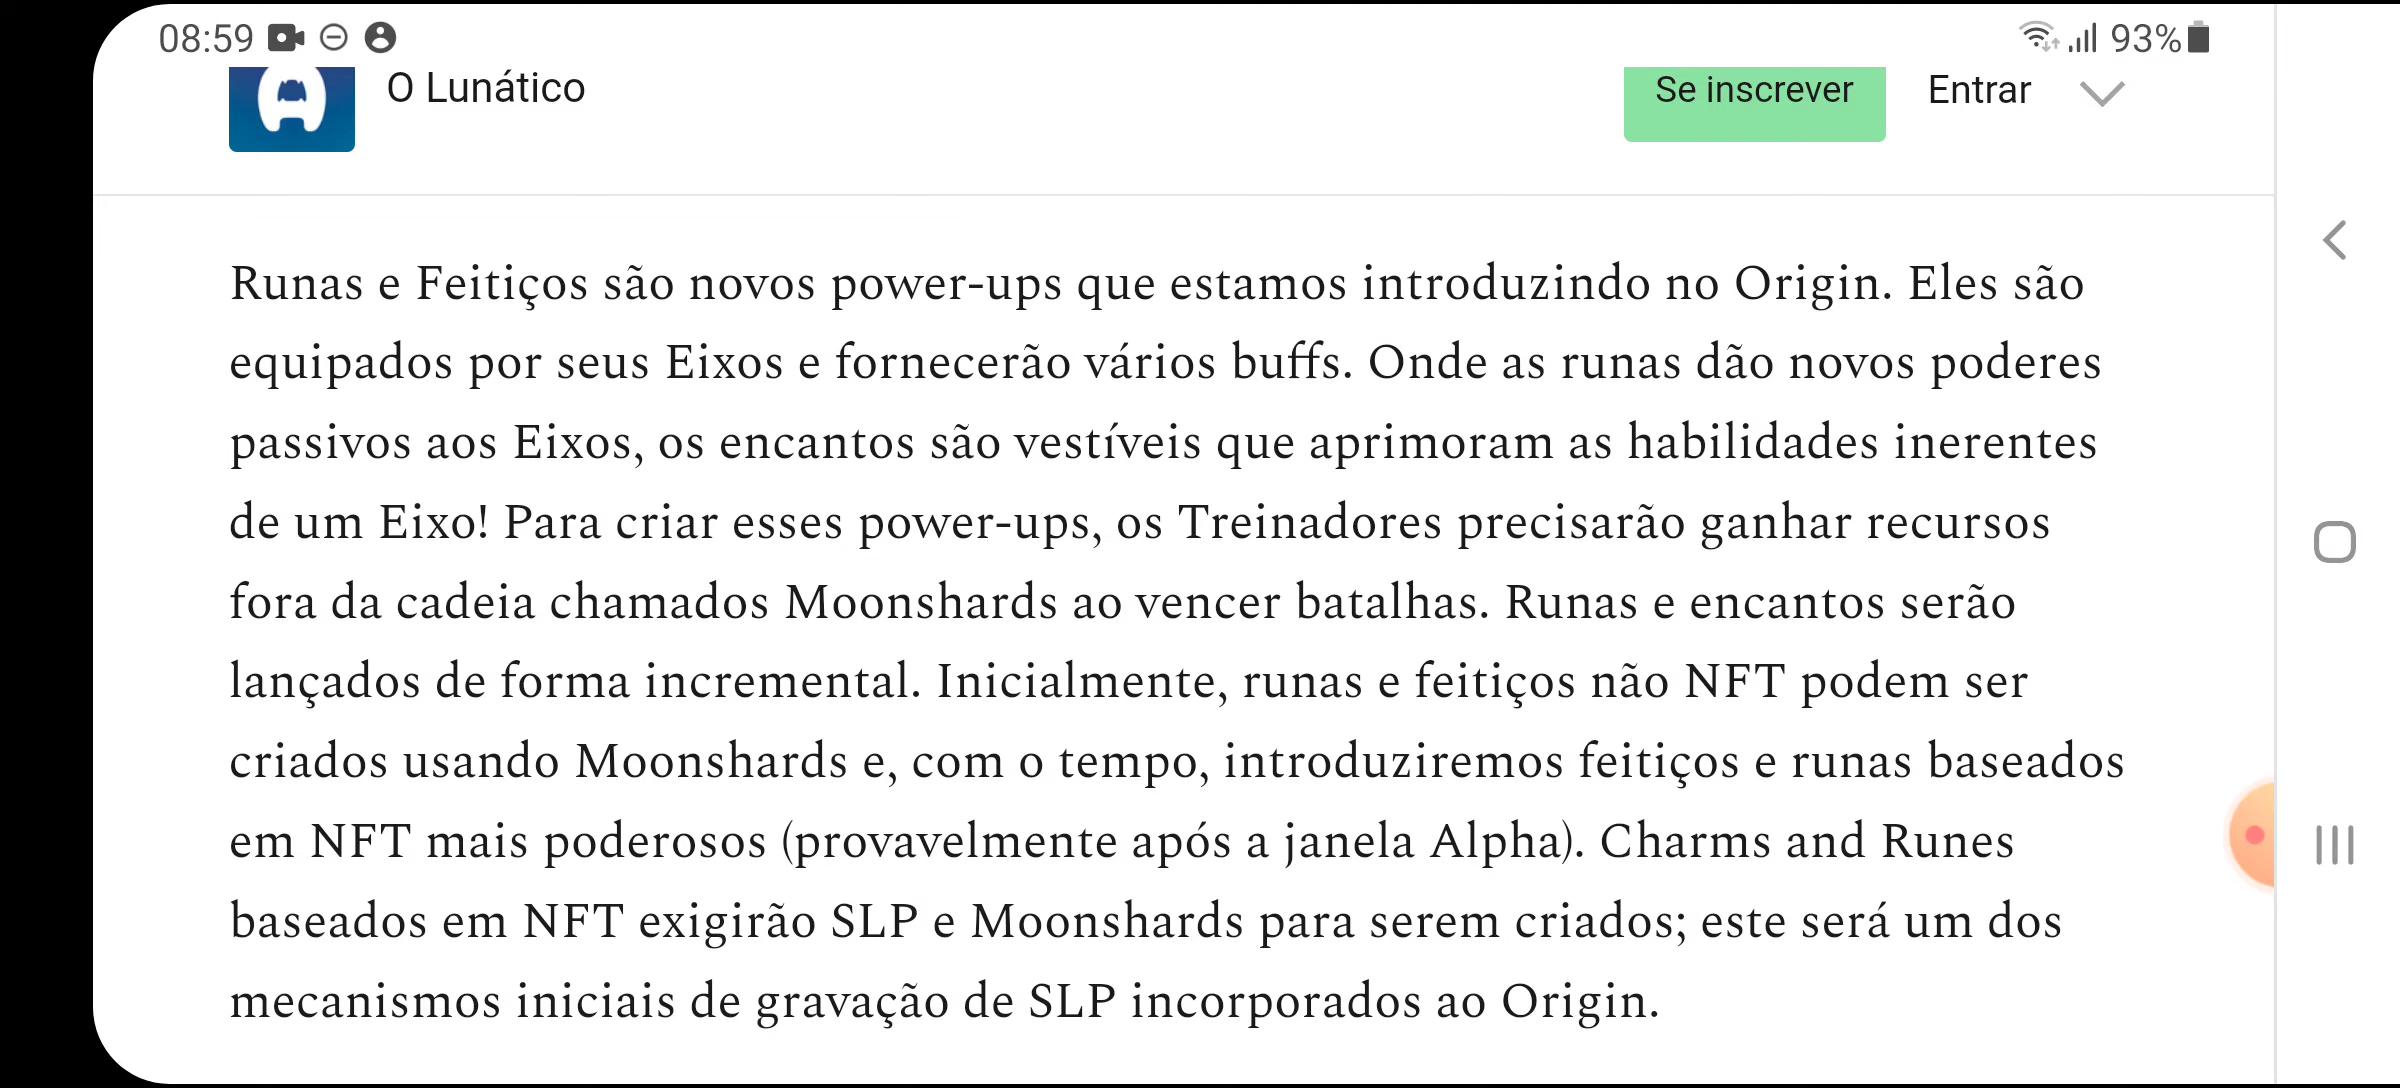 08:59
93%
O Lunático
Se inscrever
Entrar
Runas e Feitiços são novos power-ups que estamos introduzindo no Origin. Eles são
equipados por seus Eixos e fornecerão vários buffs. Onde as runas dão novos poderes
passivos aos Eixos, os encantos são vestíveis que aprimoram as habilidades inerentes
de um Eixo! Para criar esses power-ups, os Treinadores precisarão ganhar recursos
fora da cadeia chamados Moonshards ao vencer batalhas. Runas e encantos serão
lançados de forma incremental. Inicialmente, runas e feitiços não NFT podem ser
criados usando Moonshards e, com o tempo, introduziremos feitiços e runas baseados
em NFT mais poderosos (provavelmente após a janela Alpha). Charms and Runes
baseados em NFT exigirão SLP e Moonshards para serem criados; este será um dos
mecanismos iniciais de gravação de SLP incorporados ao Origin.